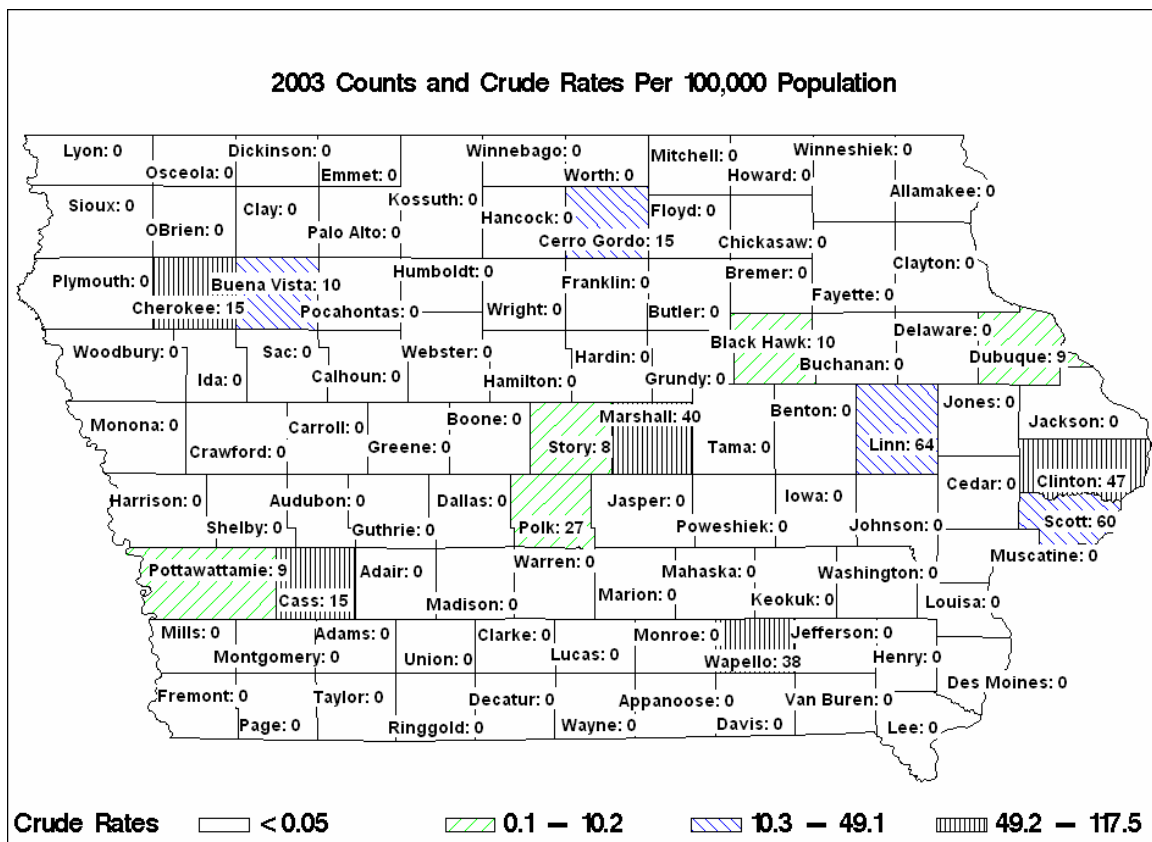 2003 Counts and Crude Rates Per 100,000 Population
Lyon: 0
Osceola: 0
Dickinson: 0
Emmet: 0
Winnebago: 0
Worth: 0
Mitchell: 0
Howard: 0
Winneshiek: 0
Allamakee: 0
Sioux: 0
OBrien: 0
Clay: 0
Palo Alto: 0
Kossuth: 0
Hancock: 0
Cerro Gordo: 15
Floyd: 0
Chickasaw: 0
Clayton: 0
Plymouth: 0
Cherokee: 15
Buena Vista: 10
Pocahontas: 0
Humboldt: 0
Wright: 0
Franklin: 0
Butler: 0
Bremer: 0
Fayette: 0
Woodbury: 0
Ida: 0
Sac: 0
Calhoun: 0
Webster: 0
Hamilton: 0
Hardin: 0
Grundy: 0
Black Hawk: 10
Buchanan: 0
Delaware: 0
Dubuque: 9
Monona: 0
Crawford: 0
Carroll: 0
Greene: 0
Boone: 0
Story: 8
Marshall: 40
Tama: 0
Benton: 0
Linn: 64
Jones: 0
Jackson: 0
Harrison: 0
Shelby: 0
Audubon: 0
Guthrie: 0
Dallas: 0
Polk: 27
Jasper: 0
Poweshiek: 0
Iowa: 0
Johnson: 0
Cedar: 0
Clinton: 47
Scott: 60
Muscatine: 0
Pottawattamie: 9
Cass: 15
Adair: 0
Madison: 0
Warren: 0
Marion: 0
Mahaska: 0
Keokuk: 0
Washington: 0
Louisa: 0
Mills: 0
Montgomery: 0
Adams: 0
Union: 0
Clarke: 0
Lucas: 0
Monroe: 0
Wapello: 38
Jefferson: 0
Henry: 0
Des Moines: 0
Fremont: 0
Page: 0
Taylor: 0
Ringgold: 0
Decatur: 0
Wayne: 0
Appanoose: 0
Davis: 0
Van Buren: 0
Lee: 0
Crude Rates < 0.05 0.1 – 10.2 10.3 – 49.1 49.2 – 117.5